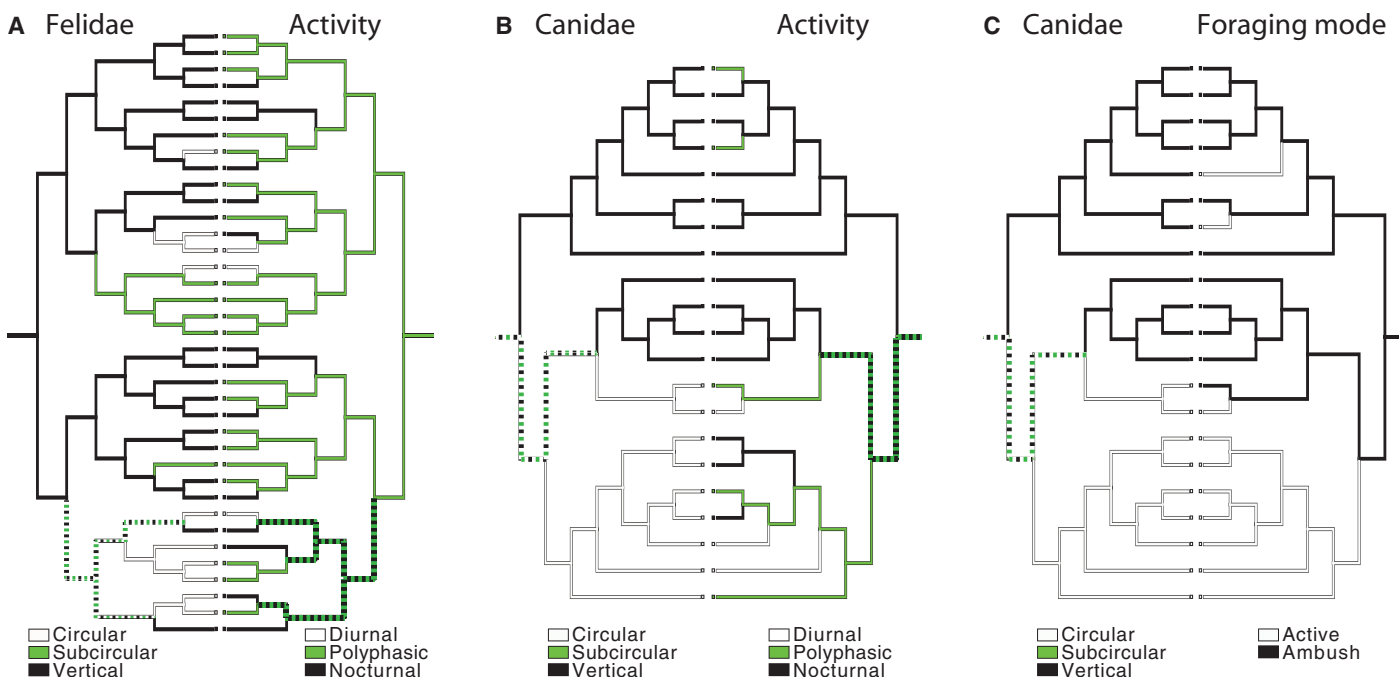 A Felidae Activity
B Canidae Activity
C Canidae Foraging mode
Circular
Subcircular
Vertical
Diurnal
Polyphasic
Nocturnal
Circular
Subcircular
Vertical
Diurnal
Polyphasic
Nocturnal
Circular
Subcircular
Vertical
Active
Ambush